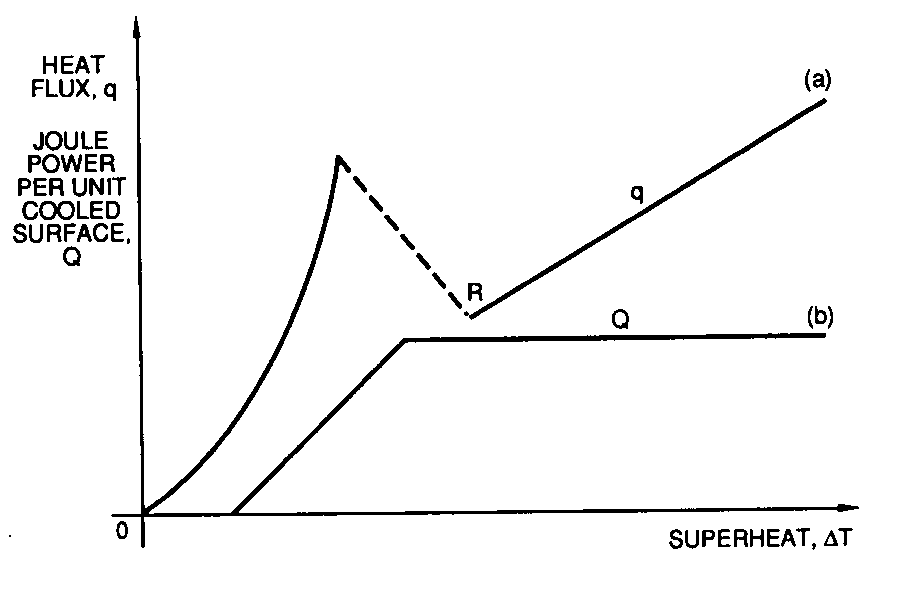 HEAT
FLUX, q
JOULE
POWER
PER UNIT
COOLED
SURFACE,
Q
(a)
q
R
Q
(b)
0
SUPERHEAT, ΔT